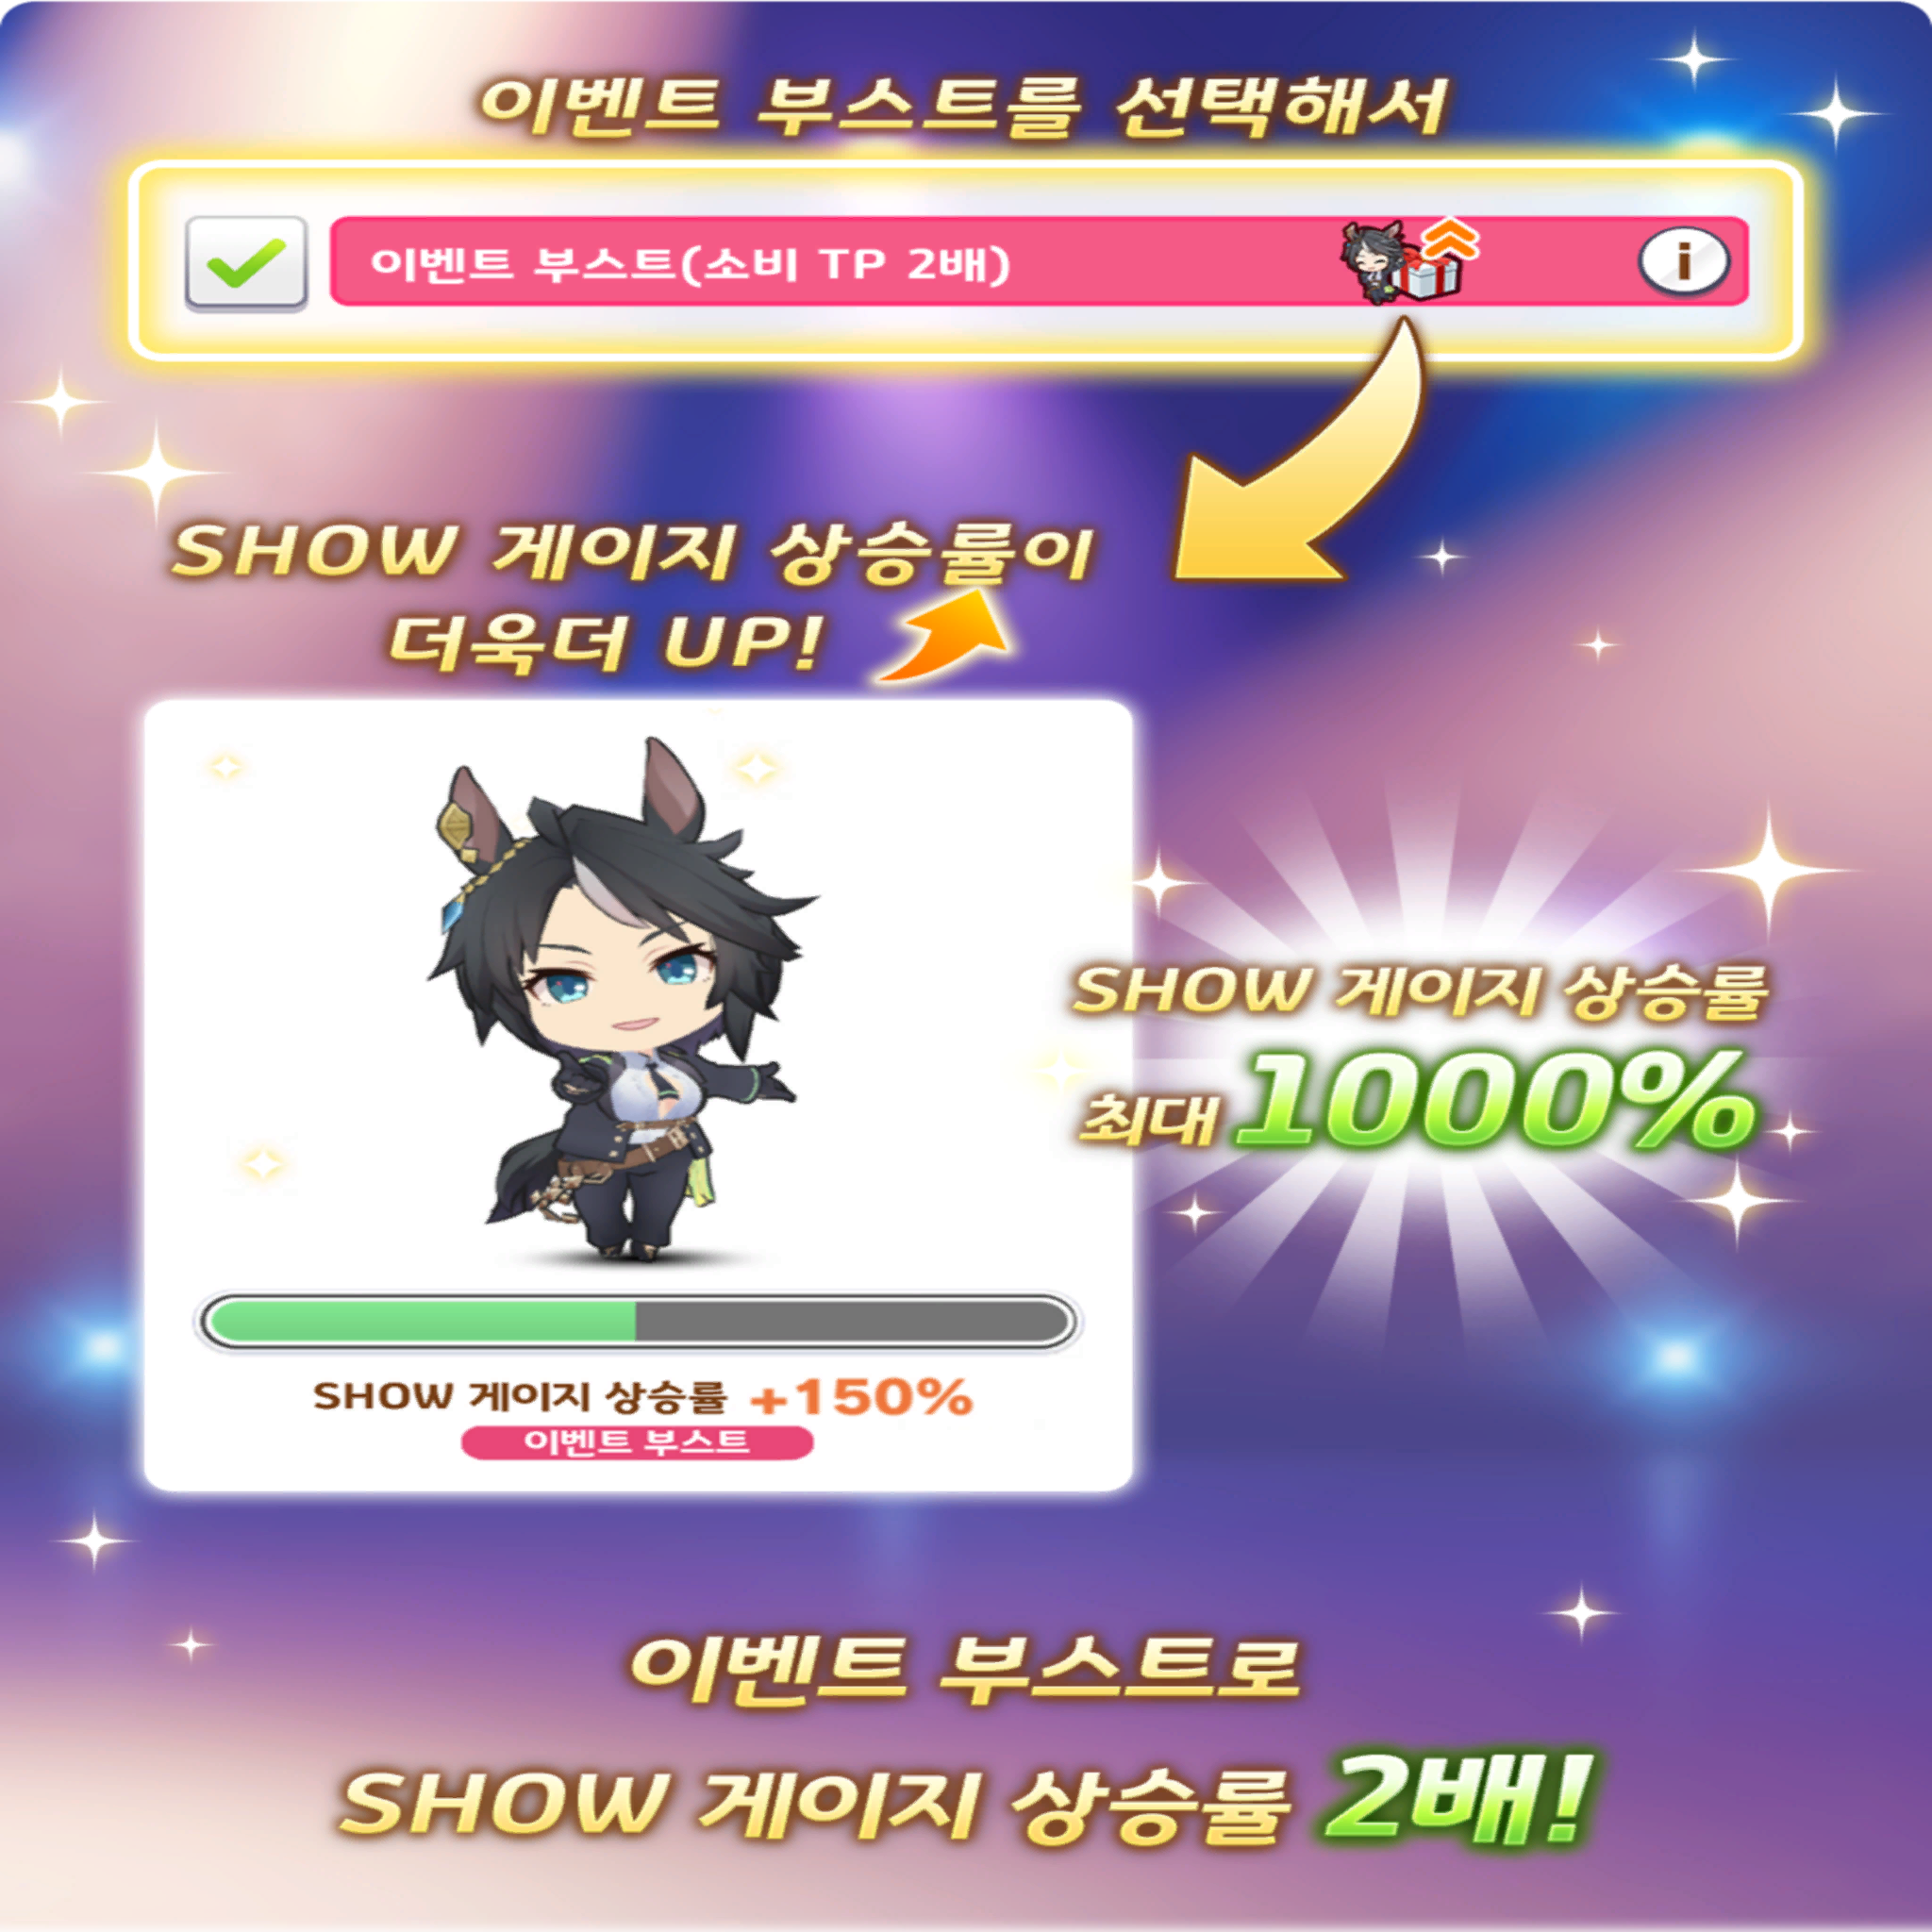 이벤트 부스트를 선택해서
이벤트 부스트(소비 TP 2배)
i
SHOW 게이지 상승률이
더욱더 UP!
SHOW 게이지 상승률
최대 1000%
SHOW 게이지 상승률 +150%
이벤트 부스트
이벤트 부스트로
SHOW 게이지 상승률 2배!